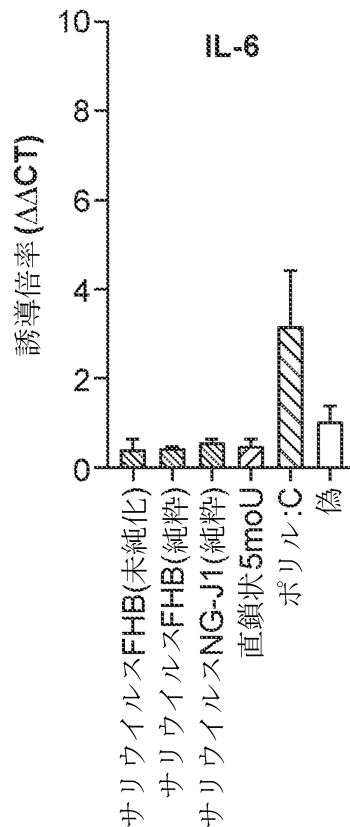 IL-6
誘導倍率(ΔΔCT)
10
8
6
4
2
0
サリウイルスFHB(未純化)
サリウイルスFHB(純粋)
サリウイルスNG-J1(純粋)
直鎖状5moU
ポリル:C
偽